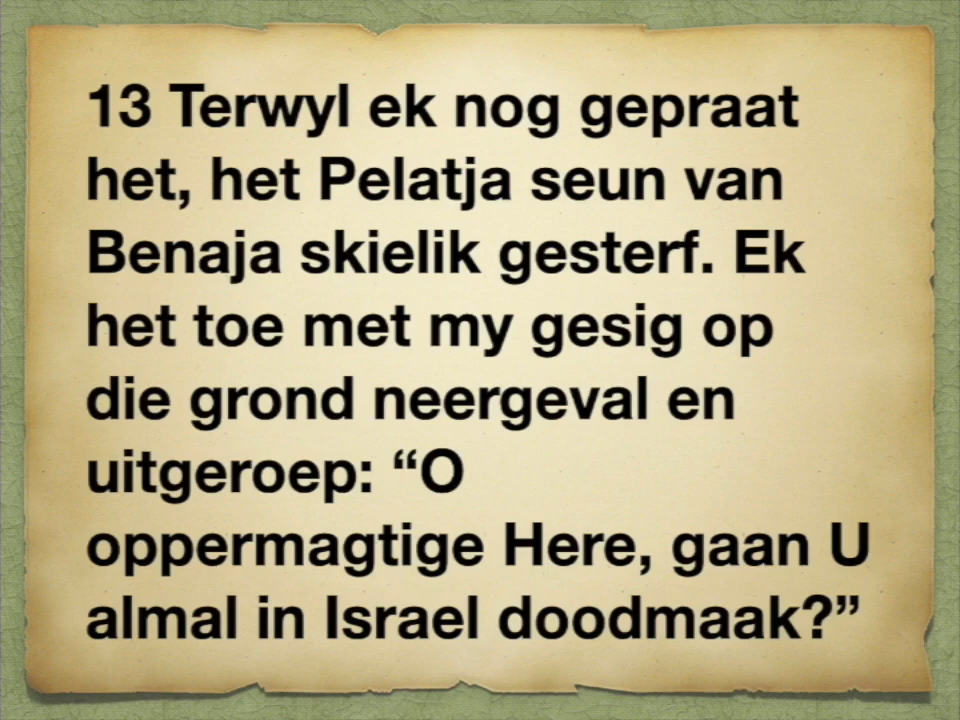 13 Terwyl ek nog gepraat
het, het Pelatja seun van
Benaja skielik gesterf. Ek
het toe met my gesig op
die grond neergeval en
uitgeroep: “O
oppermagtige Here, gaan U
almal in Israel doodmaak?”